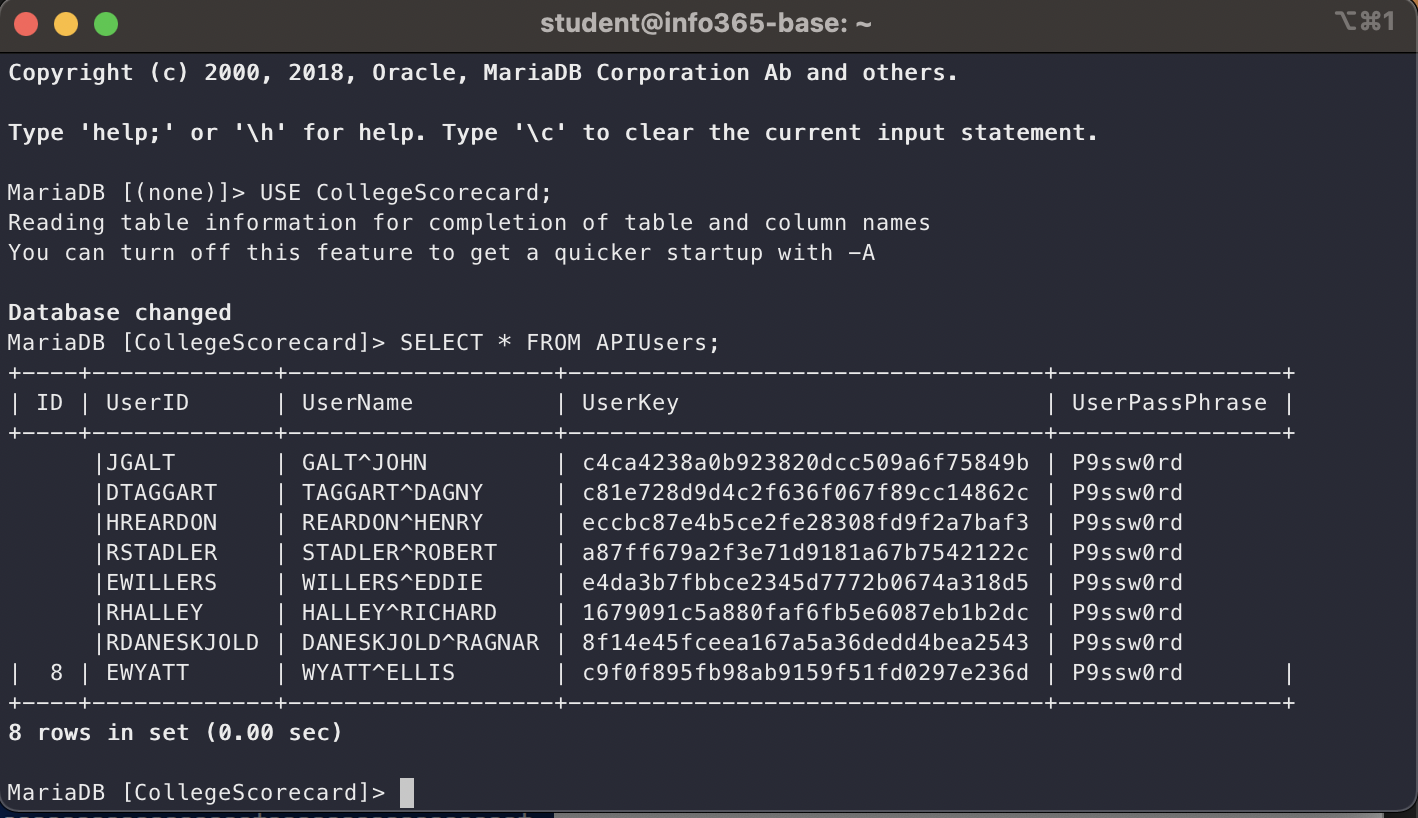 student@info365-base: ~ ⌥⌘1
Copyright (c) 2000, 2018, Oracle, MariaDB Corporation Ab and others.
Type 'help;' or '\h' for help. Type '\c' to clear the current input statement.
MariaDB [(none)]> USE CollegeScorecard;
Reading table information for completion of table and column names
You can turn off this feature to get a quicker startup with -A
Database changed
MariaDB [CollegeScorecard]> SELECT * FROM APIUsers;
+----+-------------+-------------------+----------------------------------+----------------+
| ID | UserID      | UserName          | UserKey                          | UserPassPhrase |
+----+-------------+-------------------+----------------------------------+----------------+
      |JGALT       | GALT^JOHN         | c4ca4238a0b923820dcc509a6f75849b | P9ssw0rd
      |DTAGGART    | TAGGART^DAGNY     | c81e728d9d4c2f636f067f89cc14862c | P9ssw0rd
      |HREARDON    | REARDON^HENRY     | eccbc87e4b5ce2fe28308fd9f2a7baf3 | P9ssw0rd
      |RSTADLER    | STADLER^ROBERT    | a87ff679a2f3e71d9181a67b7542122c | P9ssw0rd
      |EWILLERS    | WILLERS^EDDIE     | e4da3b7fbbce2345d7772b0674a318d5 | P9ssw0rd
      |RHALLEY     | HALLEY^RICHARD    | 1679091c5a880faf6fb5e6087eb1b2dc | P9ssw0rd
      |RDANESKJOLD | DANESKJOLD^RAGNAR | 8f14e45fceea167a5a36dedd4bea2543 | P9ssw0rd
|  8 | EWYATT      | WYATT^ELLIS       | c9f0f895fb98ab9159f51fd0297e236d | P9ssw0rd       |
+----+-------------+-------------------+----------------------------------+----------------+
8 rows in set (0.00 sec)
MariaDB [CollegeScorecard]>